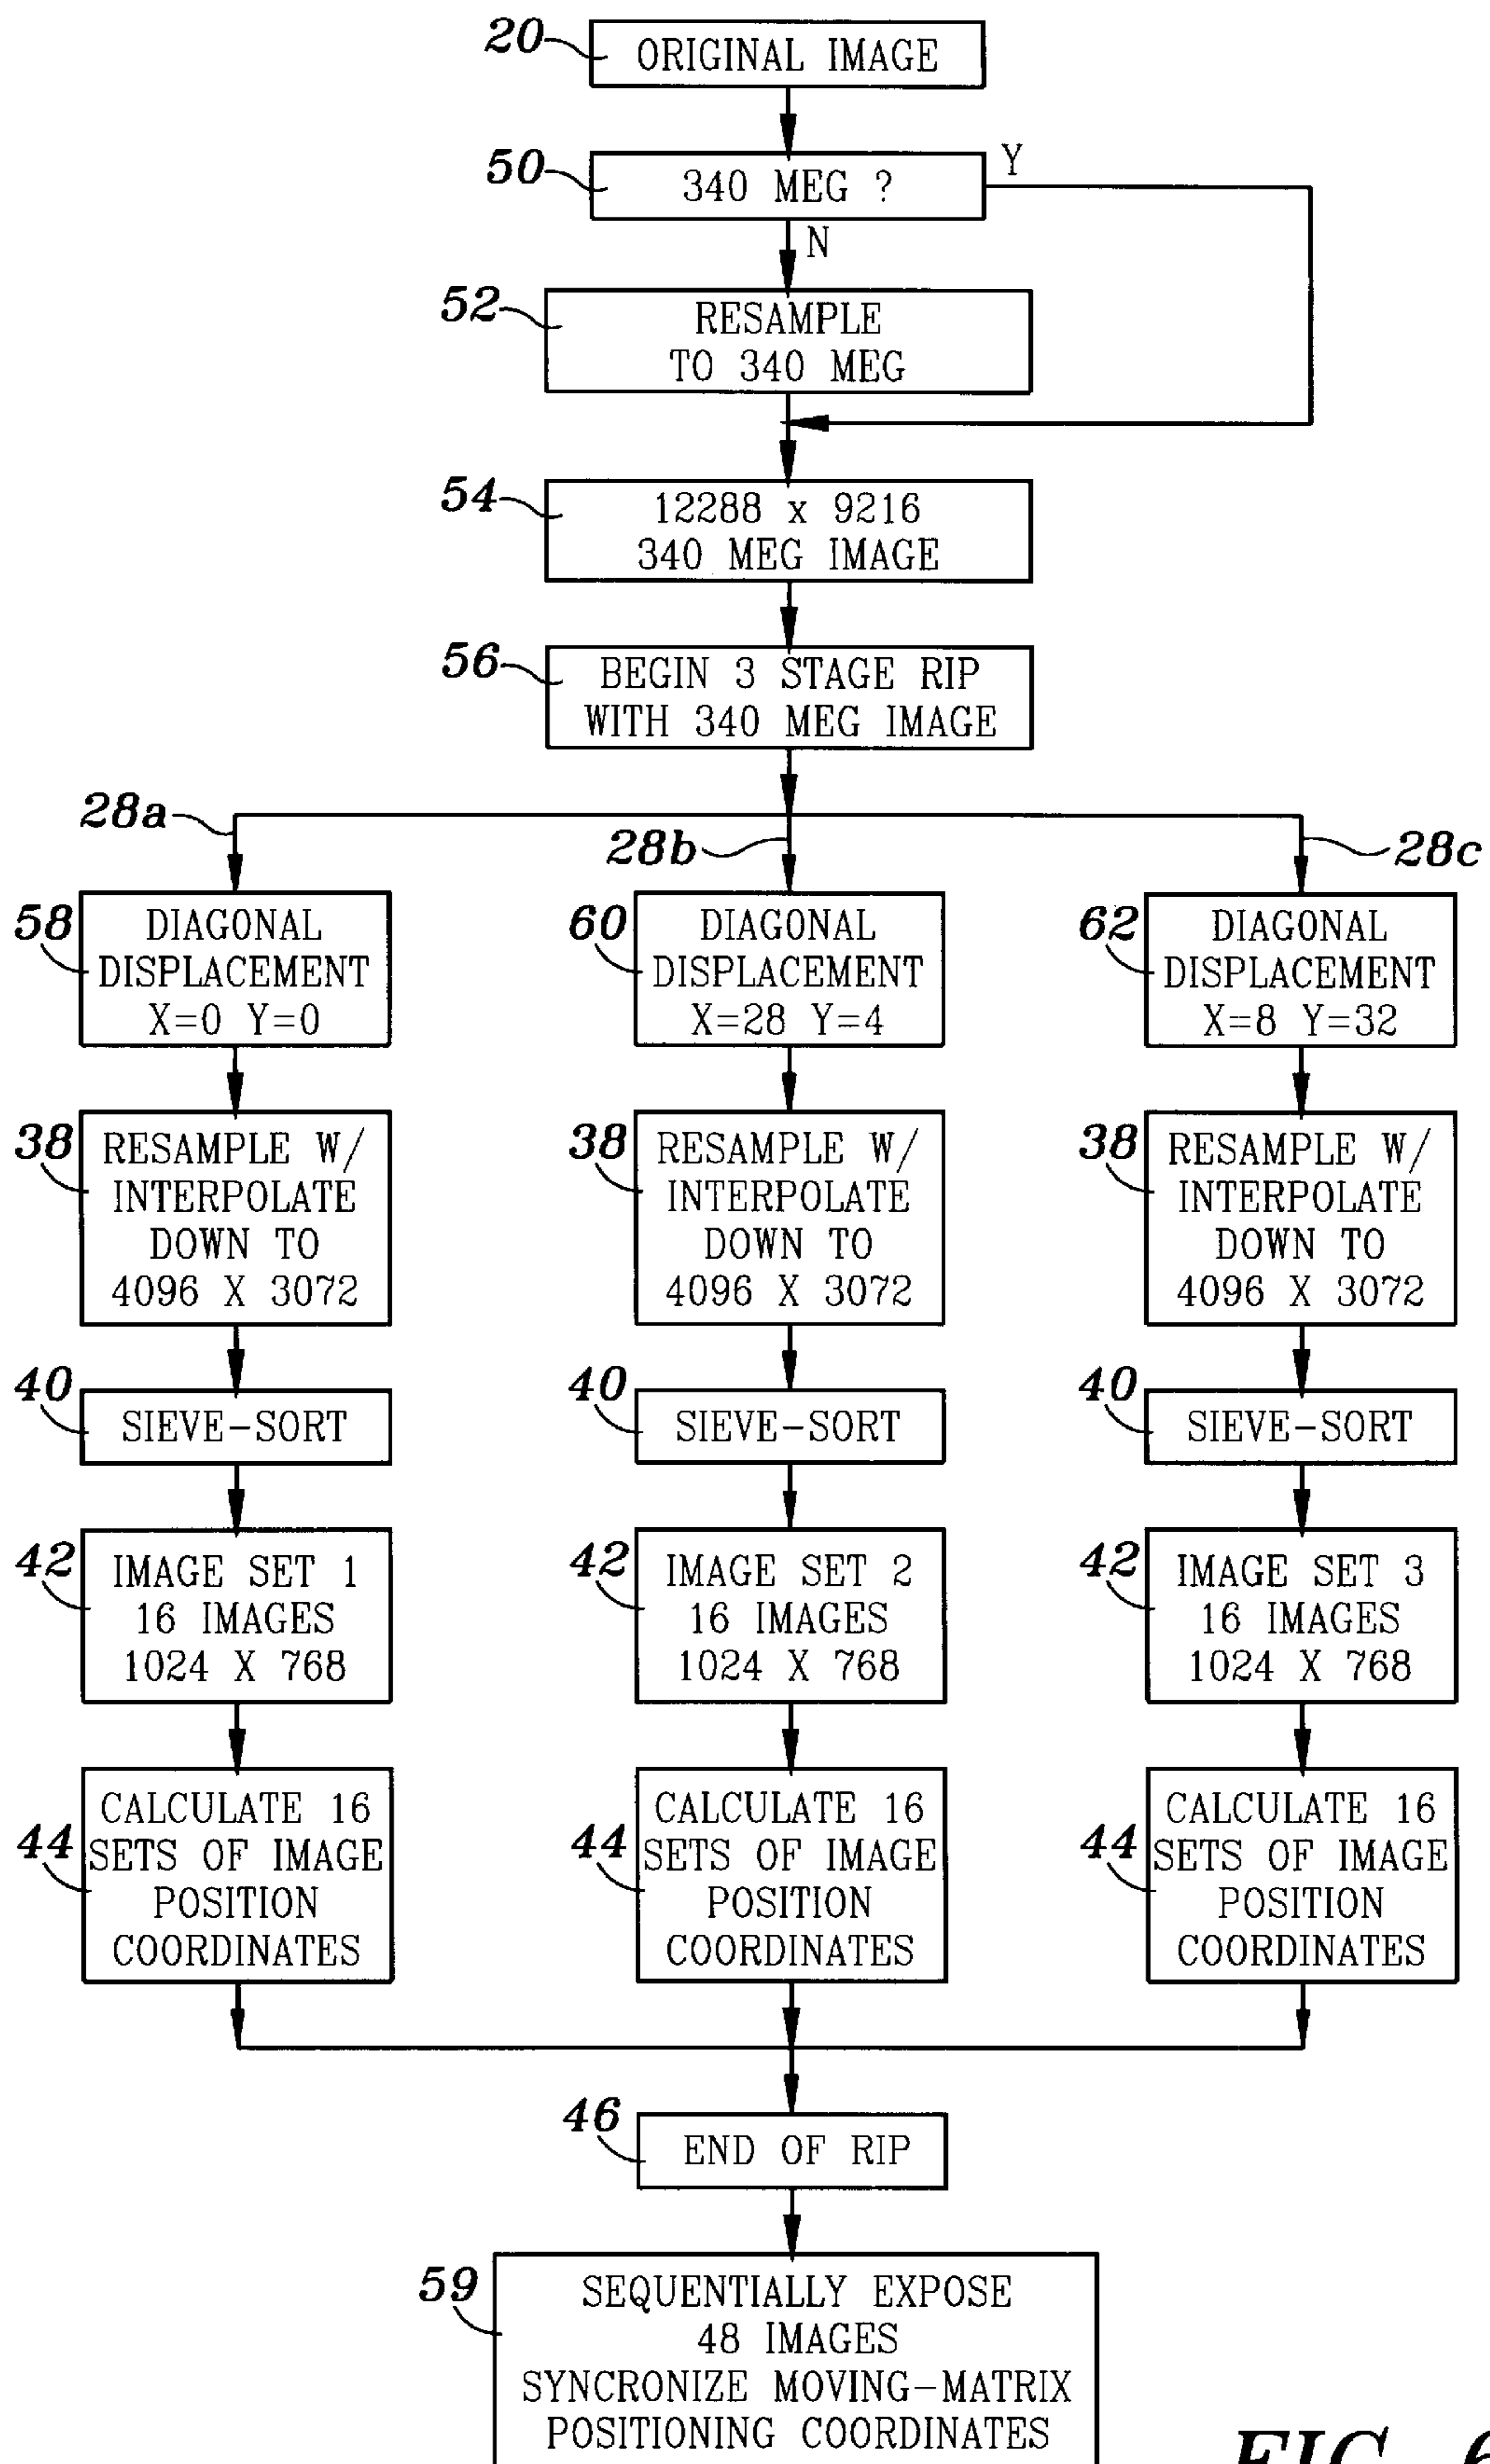 20
ORIGINAL IMAGE
50
340 MEG ?
Y
N
52
RESAMPLE
TO 340 MEG
54
12288 x 9216
340 MEG IMAGE
56
BEGIN 3 STAGE RIP
WITH 340 MEG IMAGE
28a
28b
28c
58
DIAGONAL
DISPLACEMENT
X=0 Y=0
60
DIAGONAL
DISPLACEMENT
X=28 Y=4
62
DIAGONAL
DISPLACEMENT
X=8 Y=32
38
RESAMPLE W/
INTERPOLATE
DOWN TO
4096 X 3072
38
RESAMPLE W/
INTERPOLATE
DOWN TO
4096 X 3072
38
RESAMPLE W/
INTERPOLATE
DOWN TO
4096 X 3072
40
SIEVE-SORT
40
SIEVE-SORT
40
SIEVE-SORT
42
IMAGE SET 1
16 IMAGES
1024 X 768
42
IMAGE SET 2
16 IMAGES
1024 X 768
42
IMAGE SET 3
16 IMAGES
1024 X 768
44
CALCULATE 16
SETS OF IMAGE
POSITION
COORDINATES
44
CALCULATE 16
SETS OF IMAGE
POSITION
COORDINATES
44
CALCULATE 16
SETS OF IMAGE
POSITION
COORDINATES
46
END OF RIP
59
SEQUENTIALLY EXPOSE
48 IMAGES
SYNCRONIZE MOVING-MATRIX
POSITIONING COORDINATES
FIG. 6